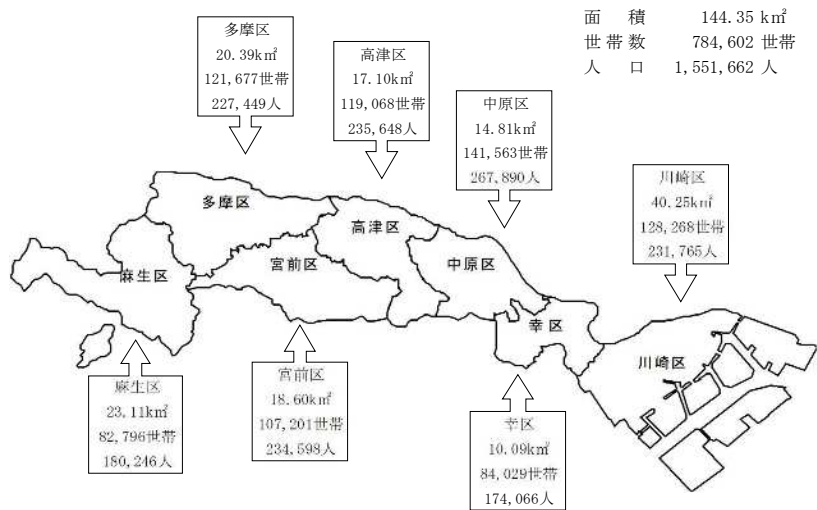 面 積 144.35 k㎡
世 帯 数 784,602 世帯
人 口 1,551,662 人
多摩区
20.39k㎡
121,677世帯
227,449人
高津区
17.10k㎡
119,068世帯
235,648人
中原区
14.81k㎡
141,563世帯
267,890人
川崎区
40.25k㎡
128,268世帯
231,765人
多摩区
高津区
麻生区
宮前区
中原区
幸区
川崎区
麻生区
23.11k㎡
82,796世帯
180,246人
宮前区
18.60k㎡
107,201世帯
234,598人
幸区
10.09k㎡
84,029世帯
174,066人